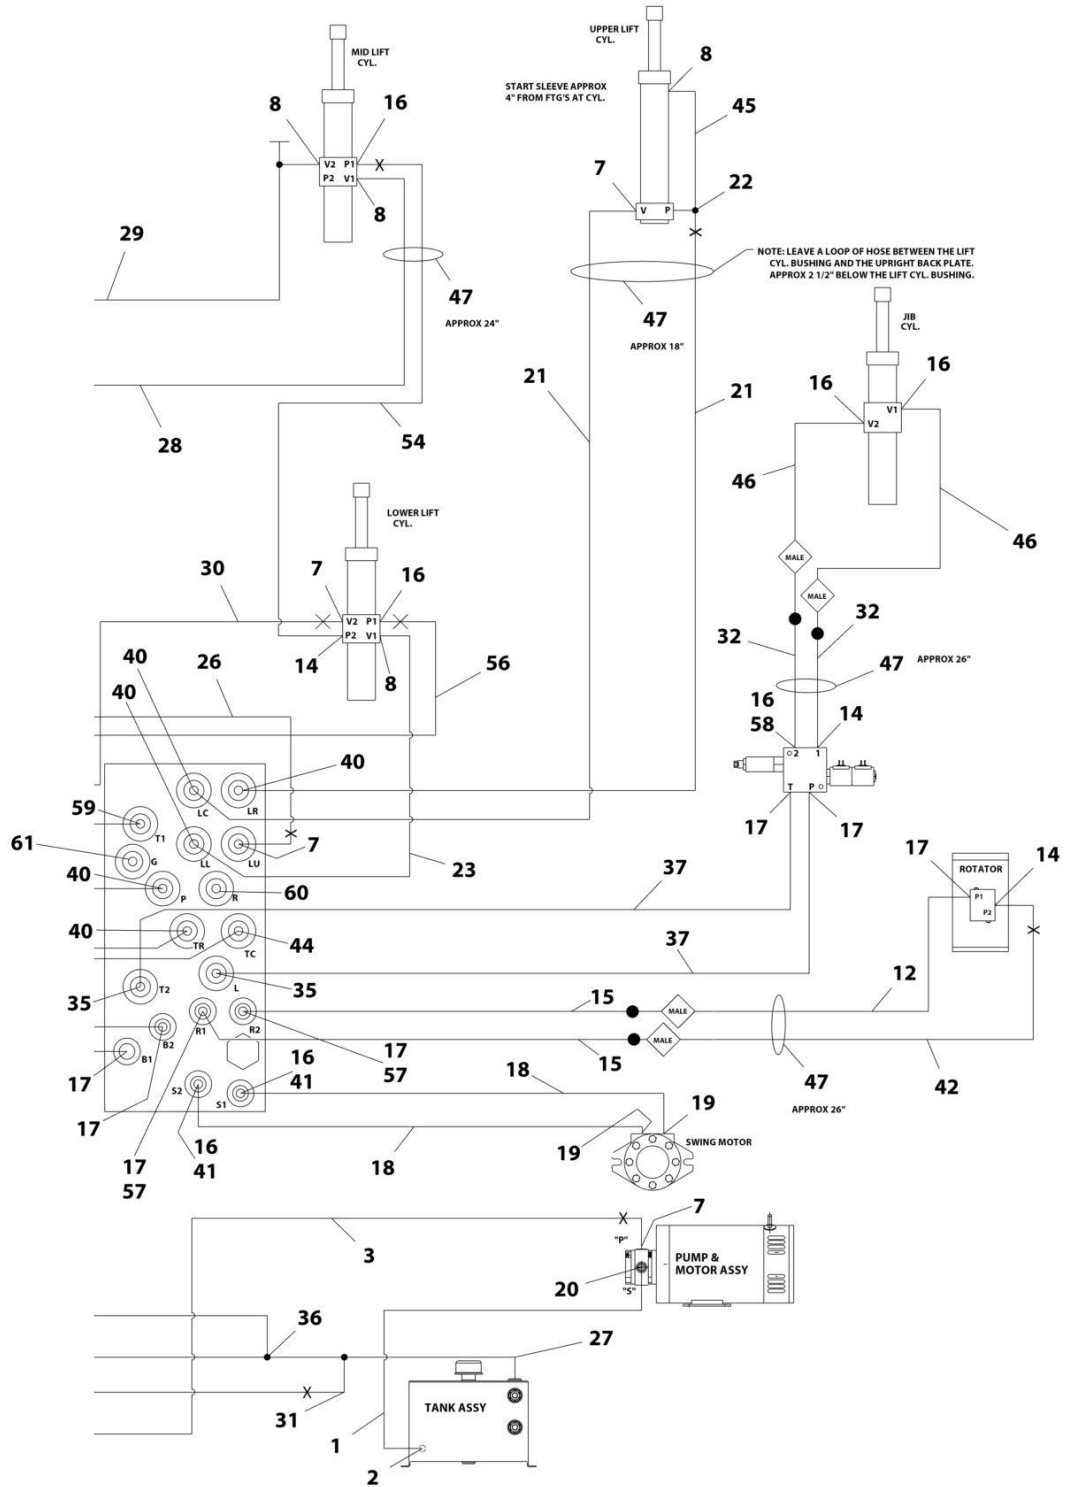 MID LIFT
CYL.
UPPER LIFT
CYL.
8
START SLEEVE APPROX
4" FROM FTG'S AT CYL.
8
16
45
V2 P1
P2 V1
7
22
8
V P
29
NOTE: LEAVE A LOOP OF HOSE BETWEEN THE LIFT
CYL. BUSHING AND THE UPRIGHT BACK PLATE.
APPROX 2 1/2" BELOW THE LIFT CYL. BUSHING.
47
APPROX 24"
47
APPROX 18"
JIB
CYL.
21
21
16
16
V1
V2
28
54
46
46
LOWER LIFT
CYL.
MALE
MALE
30
7
16
V2 P1
P2 V1
32
32
40
26
14
8
56
47
APPROX 26"
40
16
58
14
2 1
40
59
LC
LR
T P
T1
17
17
61
G
LL
LU
7
17
14
ROTATOR
40
P
R
60
23
37
P1
P2
40
TR
TC
44
37
35
T2
L
35
15
12
R1
R2
MALE
B2
MALE
B1
17
57
15
17
16
41
18
47
APPROX 26"
42
S2
S1
19
17
16
41
18
19
SWING MOTOR
17
57
3
7
"P"
PUMP &
MOTOR ASSY
20
"S"
36
27
31
TANK ASSY
1
2